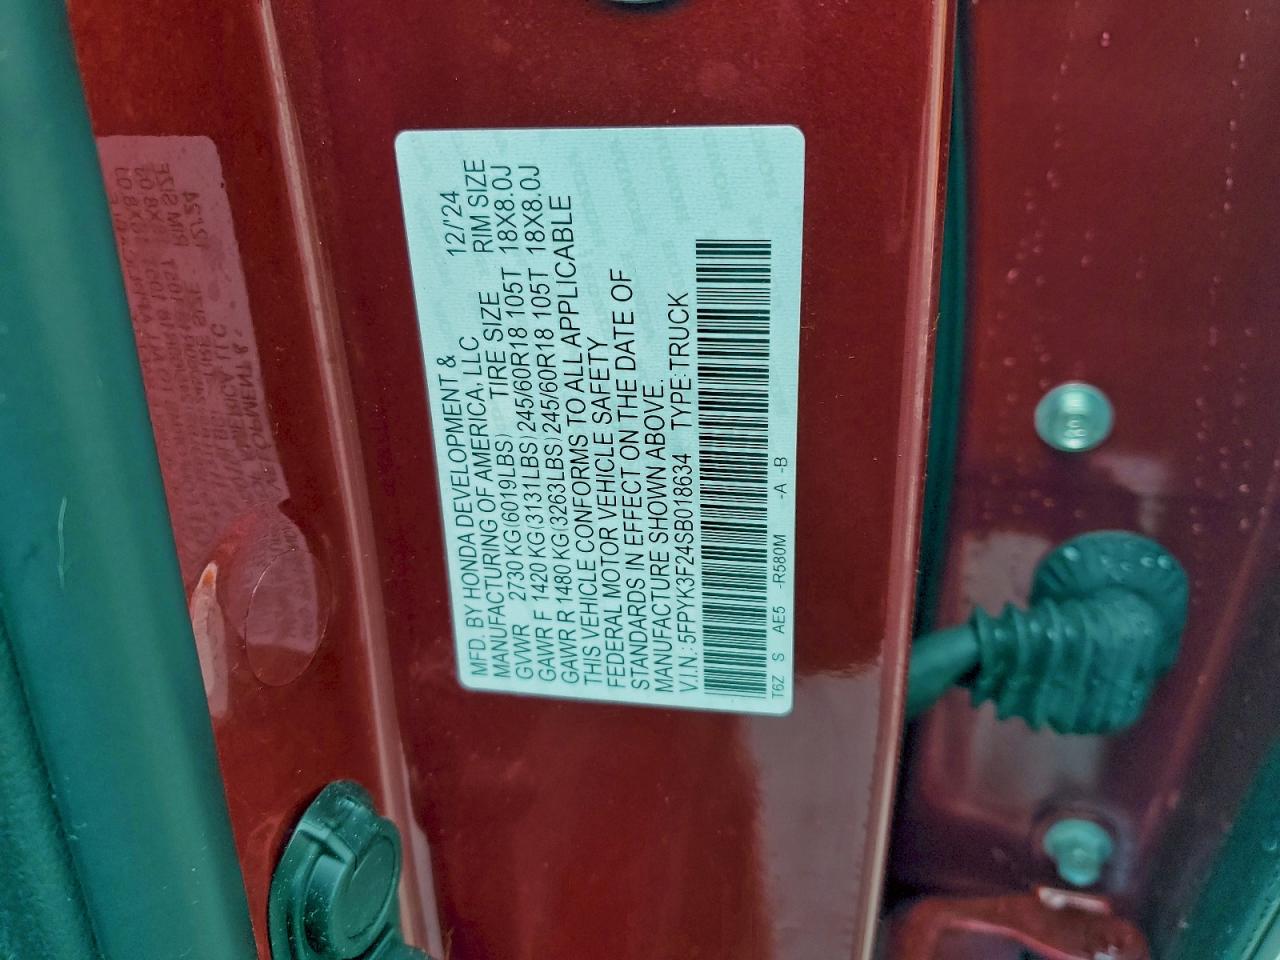 MFD. BY HONDA DEVELOPMENT &
MANUFACTURING OF AMERICA, LLC 12/'24
GVWR 2730 KG(6019LBS) TIRE SIZE RIM SIZE
GAWR F 1420 KG(3131LBS) 245/60R18 105T 18X8.0J
GAWR R 1480 KG(3263LBS) 245/60R18 105T 18X8.0J
THIS VEHICLE CONFORMS TO ALL APPLICABLE
FEDERAL MOTOR VEHICLE SAFETY
STANDARDS IN EFFECT ON THE DATE OF
MANUFACTURE SHOWN ABOVE.
V.I.N.: 5FPYK3F24SB018634 TYPE:TRUCK
T6Z S AE5 -R580M -A -B